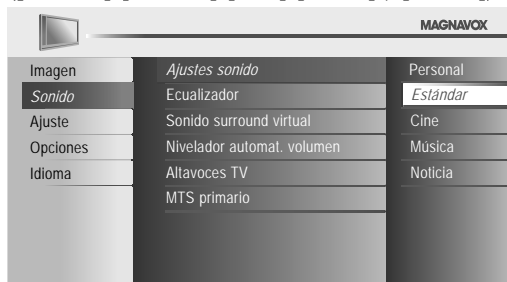 MAGNAVOX
Imagen
Sonido
Ajuste
Opciones
Idioma
Ajustes sonido
Ecualizador
Sonido surround virtual
Nivelador automat. volumen
Altavoces TV
MTS primario
Personal
Estándar
Cine
Música
Noticia